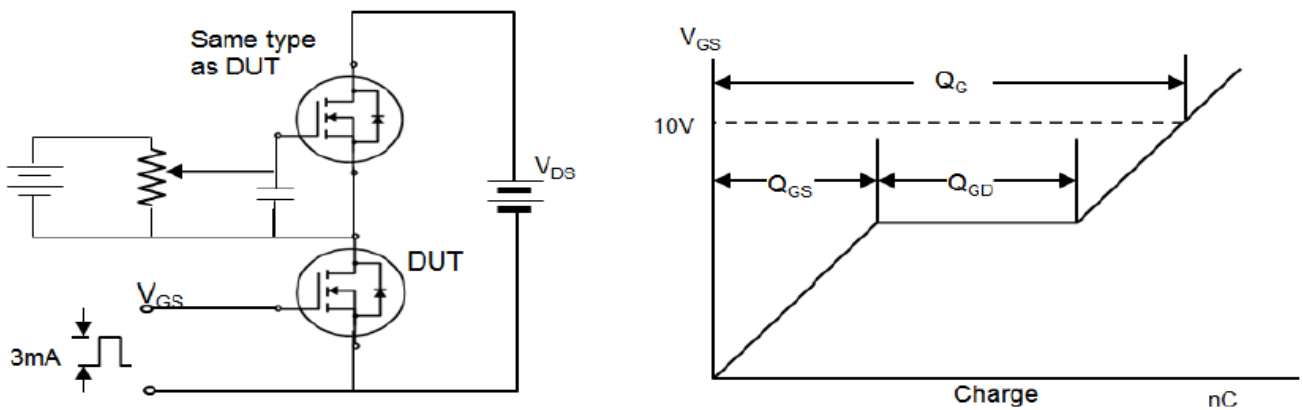 Same type
as DUT
V_DS
DUT
V_GS
3mA
V_GS
Q_G
10V
Q_GS
Q_GD
Charge
nC